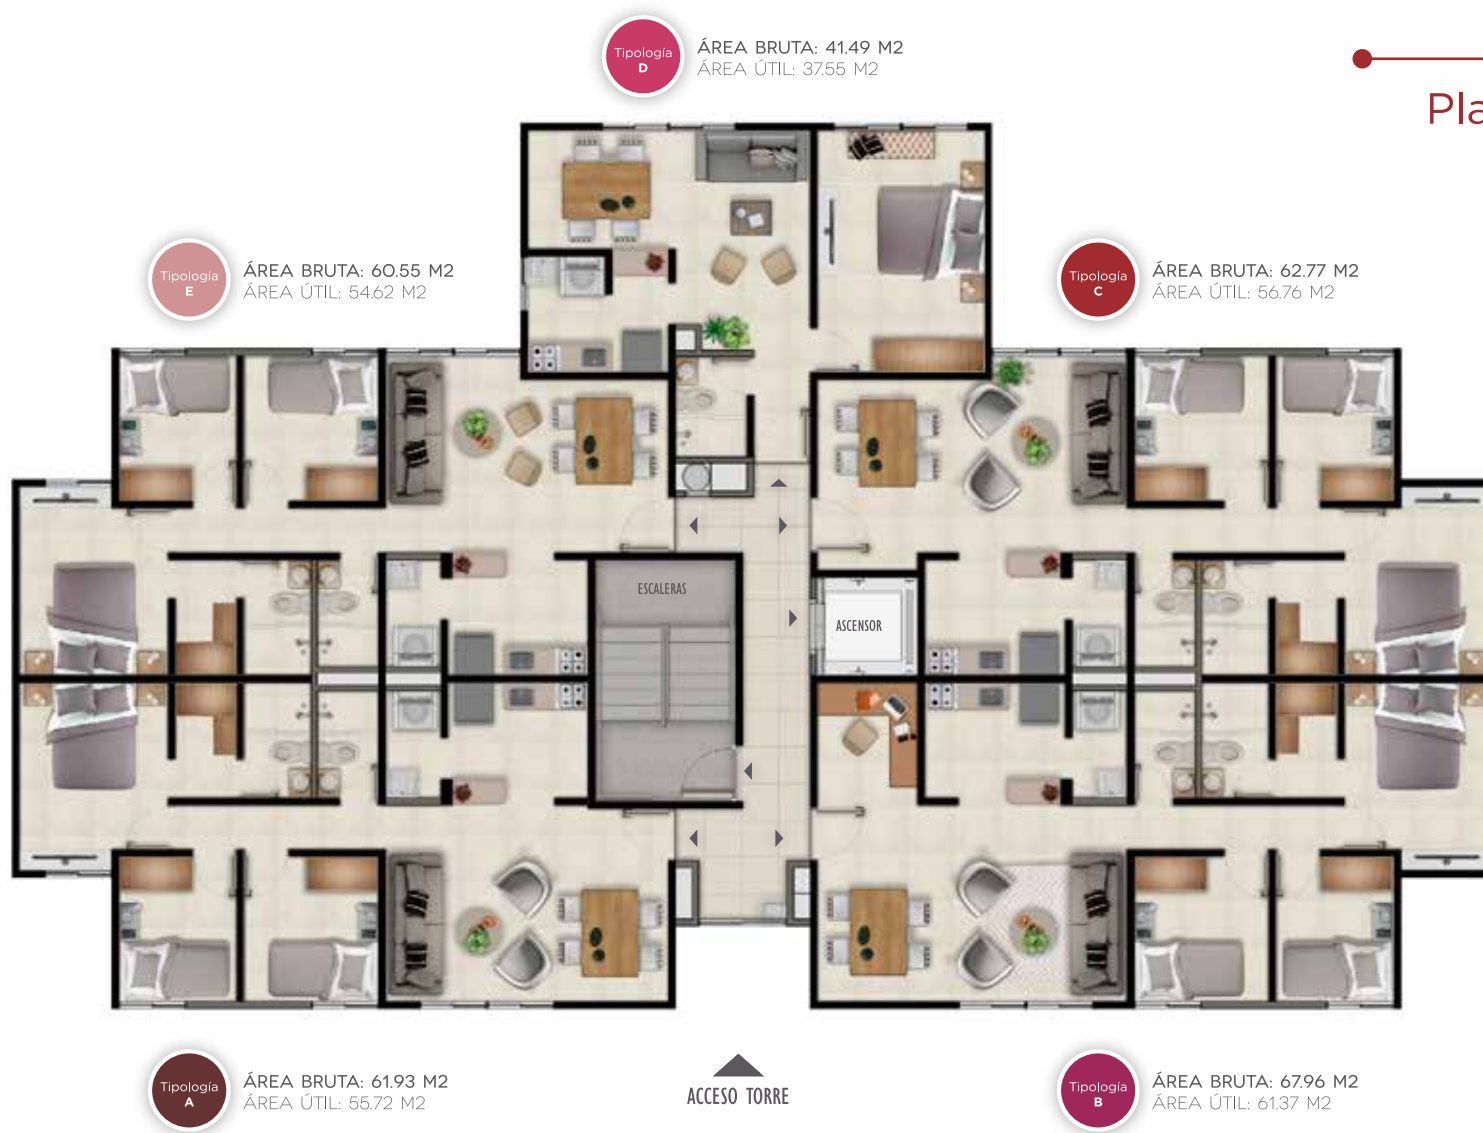 Tipología
D
ÁREA BRUTA: 41.49 M2
ÁREA ÚTIL: 37.55 M2
Pla
Tipología
E
ÁREA BRUTA: 60.55 M2
ÁREA ÚTIL: 54.62 M2
Tipología
C
ÁREA BRUTA: 62.77 M2
ÁREA ÚTIL: 56.76 M2
ESCALERAS
ASCENSOR
Tipología
A
ÁREA BRUTA: 61.93 M2
ÁREA ÚTIL: 55.72 M2
ACCESO TORRE
Tipología
B
ÁREA BRUTA: 67.96 M2
ÁREA ÚTIL: 61.37 M2